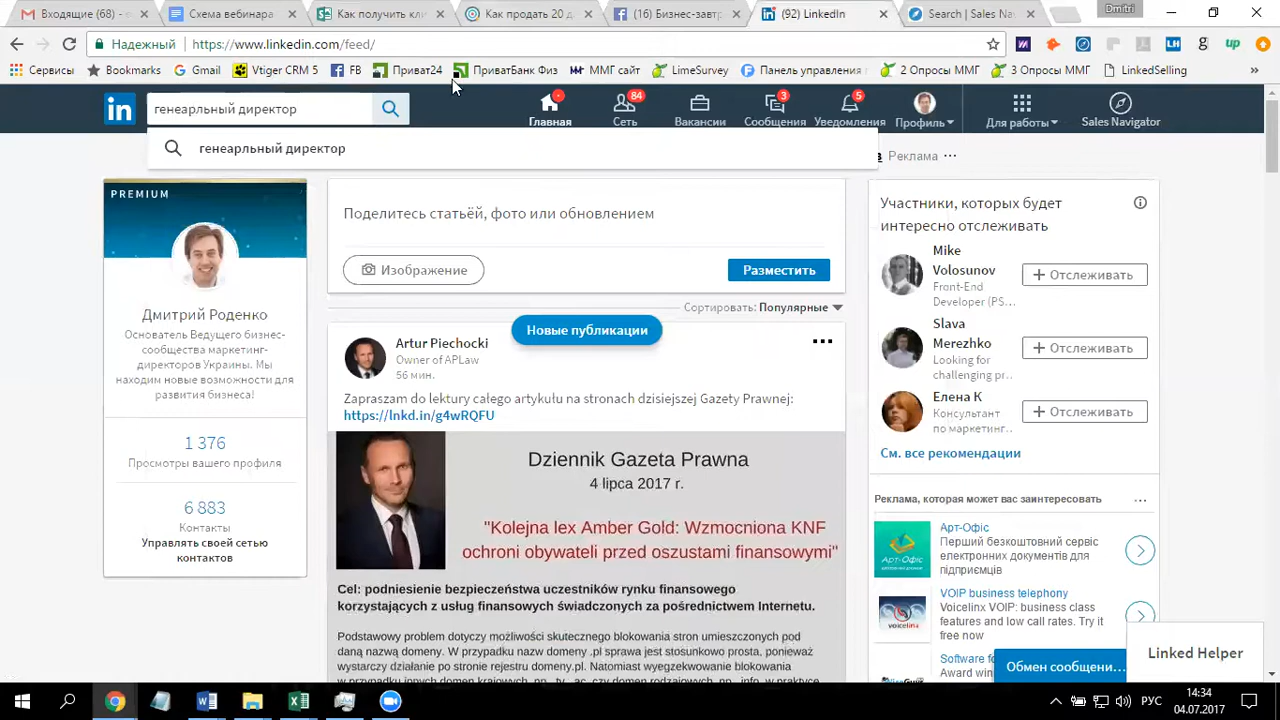 Входящие (68) -
Схема вебинара
Как получить кли
Как продать 20 д
(16) Бизнес-завтр
(92) LinkedIn
Search | Sales Nav
Dmitri
Надежный
https://www.linkedin.com/feed/
Сервисы
Bookmarks
Gmail
Vtiger CRM 5
FB
Приват24
ПриватБанк Физ
ММГ сайт
LimeSurvey
Панель управления
2 Опросы ММГ
3 Опросы ММГ
LinkedSelling
генеарльный директор
Главная
84
Сеть
Вакансии
3
Сообщения
5
Уведомления
Профиль
Для работы
Sales Navigator
генеарльный директор
Реклама
PREMIUM
Дмитрий Роденко
Основатель Ведущего бизнес-
сообщества маркетинг-
директоров Украины. Мы
находим новые возможности для
развития бизнеса!
1 376
Просмотры вашего профиля
6 883
Контакты
Управлять своей сетью
контактов
Поделитесь статьёй, фото или обновлением
Изображение
Разместить
Сортировать: Популярные
Новые публикации
Artur Piechocki
Owner of APLaw
56 мин.
Zapraszam do lektury całego artykułu na stronach dzisiejszej Gazety Prawnej:
https://lnkd.in/g4wRQFU
Dziennik Gazeta Prawna
4 lipca 2017 r.
"Kolejna lex Amber Gold: Wzmocniona KNF
ochroni obywateli przed oszustami finansowymi"
Cel: podniesienie bezpieczeństwa uczestników rynku finansowego
korzystających z usług finansowych świadczonych za pośrednictwem Internetu.
Podstawowy problem dotyczy możliwości skutecznego blokowania stron umieszczonych pod
daną nazwą domeny. W przypadku nazw domeny .pl sprawa jest stosunkowo prosta, ponieważ
wystarczy działanie po stronie rejestru domeny.pl. Natomiast wyegzekwowanie blokowania
Участники, которых будет
интересно отслеживать
Mike
Volosunov
Front-End
Developer (PS...
Отслеживать
Slava
Merezhko
Looking for
challenging pr...
Отслеживать
Елена К
Консультант
по маркетинг...
Отслеживать
См. все рекомендации
Реклама, которая может вас заинтересовать
Арт-Офіс
Перший безкоштовний сервіс
електронних документів для
підприємців
VOIP business telephony
Voicelinx VOIP: business class
features and low call rates. Try it
free now
Software fo
Award win
Обмен сообщени...
Linked Helper
РУС
14:34
04.07.2017